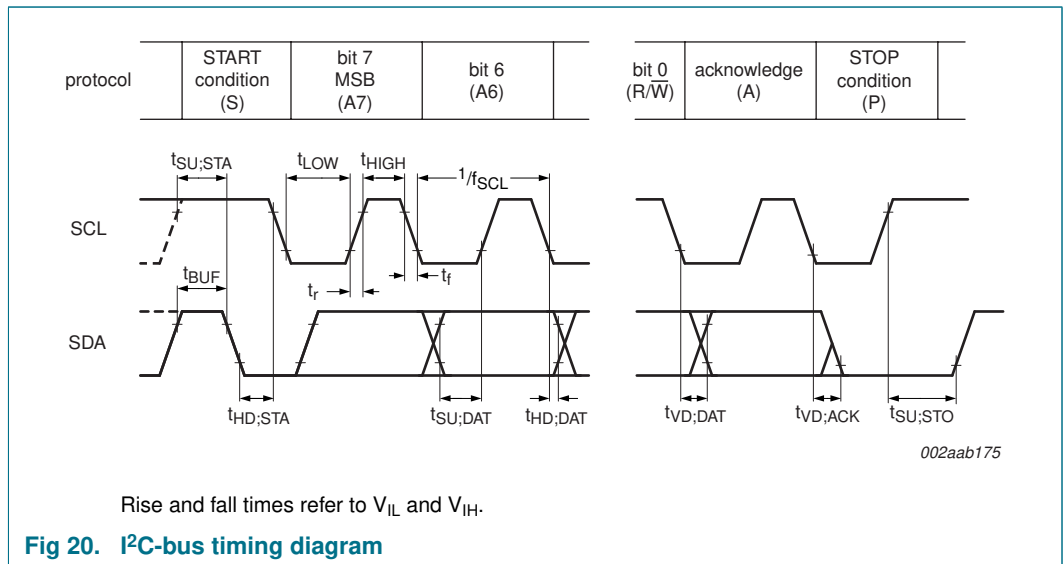 protocol
START
condition
(S)
bit 7
MSB
(A7)
bit 6
(A6)
bit 0
(R/W̅)
acknowledge
(A)
STOP
condition
(P)
tSU;STA
tLOW
tHIGH
1/fSCL
SCL
tBUF
tr
tf
SDA
tHD;STA
tSU;DAT
tHD;DAT
tVD;DAT
tVD;ACK
tSU;STO
002aab175
Rise and fall times refer to VIL and VIH.
Fig 20. I²C-bus timing diagram